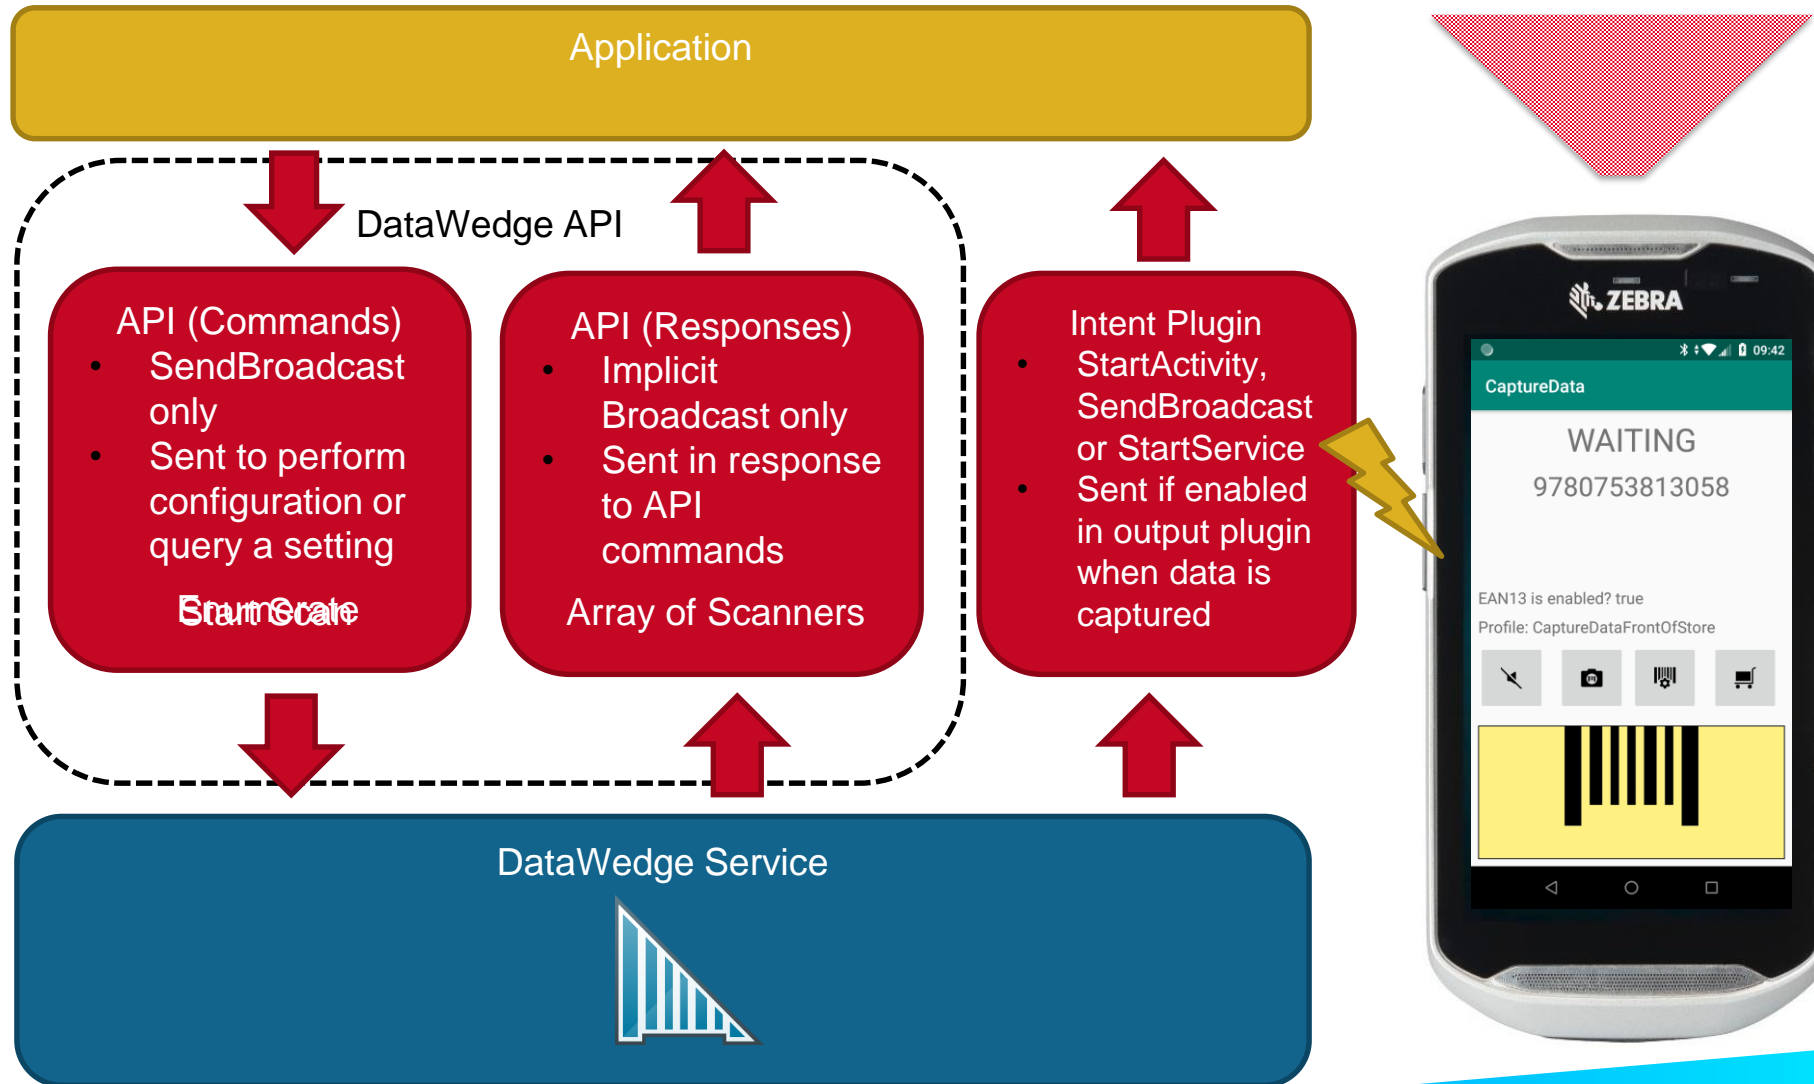 Application
DataWedge API
API (Commands)
• SendBroadcast
only
• Sent to perform
configuration or
query a setting
Enumerate
Start Scan
API (Responses)
• Implicit
Broadcast only
• Sent in response
to API
commands
Array of Scanners
Intent Plugin
• StartActivity,
SendBroadcast
or StartService
• Sent if enabled
in output plugin
when data is
captured
DataWedge Service
ZEBRA
09:42
CaptureData
WAITING
9780753813058
EAN13 is enabled? true
Profile: CaptureDataFrontOfStore